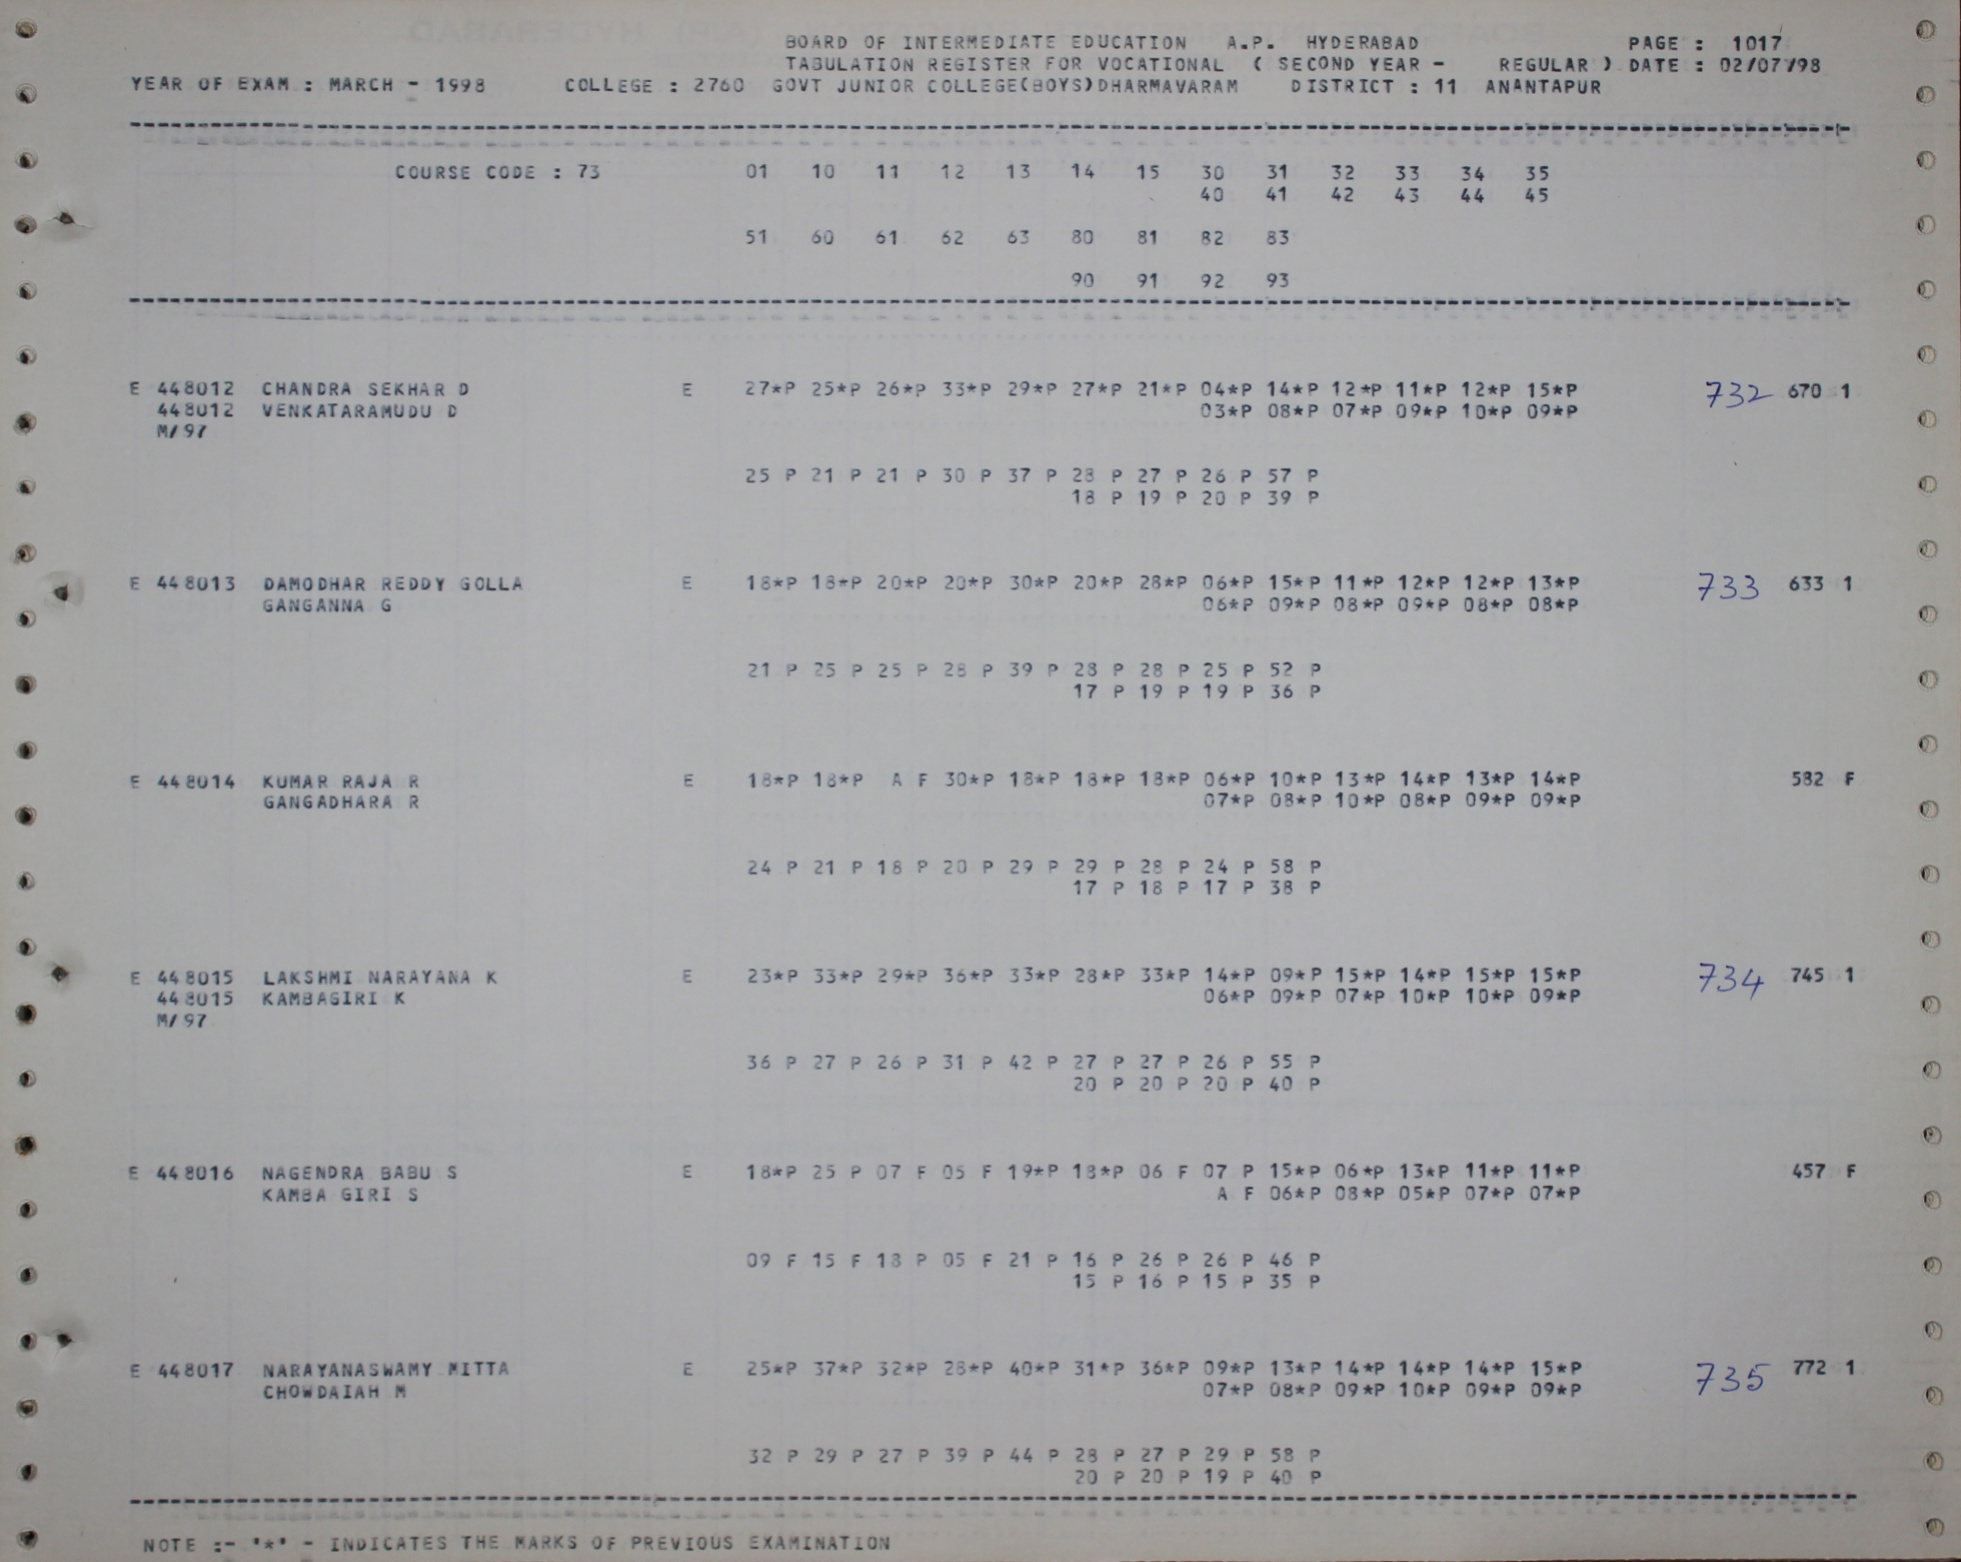 BOARD OF INTERMEDIATE EDUCATION A.P. HYDERABAD PAGE : 1017
TABULATION REGISTER FOR VOCATIONAL ( SECOND YEAR - REGULAR ) DATE : 02/07/98
YEAR OF EXAM : MARCH - 1998 COLLEGE : 2760 GOVT JUNIOR COLLEGE(BOYS)DHARMAVARAM DISTRICT : 11 ANANTAPUR
COURSE CODE : 73 01 10 11 12 13 14 15 30 31 32 33 34 35
40 41 42 43 44 45
51 60 61 62 63 80 81 82 83
90 91 92 93
E 448012 CHANDRA SEKHAR D E 27*P 25*P 26*P 33*P 29*P 27*P 21*P 04*P 14*P 12*P 11*P 12*P 15*P 732 670 1
448012 VENKATARAMUDU D 03*P 08*P 07*P 09*P 10*P 09*P
M/97
25 P 21 P 21 P 30 P 37 P 28 P 27 P 26 P 57 P
18 P 19 P 20 P 39 P
E 448013 DAMODHAR REDDY GOLLA E 18*P 18*P 20*P 20*P 30*P 20*P 28*P 06*P 15*P 11*P 12*P 12*P 13*P 733 633 1
GANGANNA G 06*P 09*P 08*P 09*P 08*P 08*P
21 P 25 P 25 P 28 P 39 P 28 P 28 P 25 P 52 P
17 P 19 P 19 P 36 P
E 448014 KUMAR RAJA R E 18*P 18*P A F 30*P 18*P 18*P 18*P 06*P 10*P 13*P 14*P 13*P 14*P 582 F
GANGADHARA R 07*P 08*P 10*P 08*P 09*P 09*P
24 P 21 P 18 P 20 P 29 P 29 P 28 P 24 P 58 P
17 P 18 P 17 P 38 P
E 448015 LAKSHMI NARAYANA K E 23*P 33*P 29*P 36*P 33*P 28*P 33*P 14*P 09*P 15*P 14*P 15*P 15*P 734 745 1
448015 KAMBAGIRI K 06*P 09*P 07*P 10*P 10*P 09*P
M/97
36 P 27 P 26 P 31 P 42 P 27 P 27 P 26 P 55 P
20 P 20 P 20 P 40 P
E 448016 NAGENDRA BABU S E 18*P 25 P 07 F 05 F 19*P 18*P 06 F 07 P 15*P 06*P 13*P 11*P 11*P 457 F
KAMBA GIRI S A F 06*P 08*P 05*P 07*P 07*P
09 F 15 F 18 P 05 F 21 P 16 P 26 P 26 P 46 P
15 P 16 P 15 P 35 P
E 448017 NARAYANASWAMY MITTA E 25*P 37*P 32*P 28*P 40*P 31*P 36*P 09*P 13*P 14*P 14*P 14*P 15*P 735 772 1
CHOWDAIAH M 07*P 08*P 09*P 10*P 09*P 09*P
32 P 29 P 27 P 39 P 44 P 28 P 27 P 29 P 58 P
20 P 20 P 19 P 40 P
NOTE :- '*' - INDICATES THE MARKS OF PREVIOUS EXAMINATION